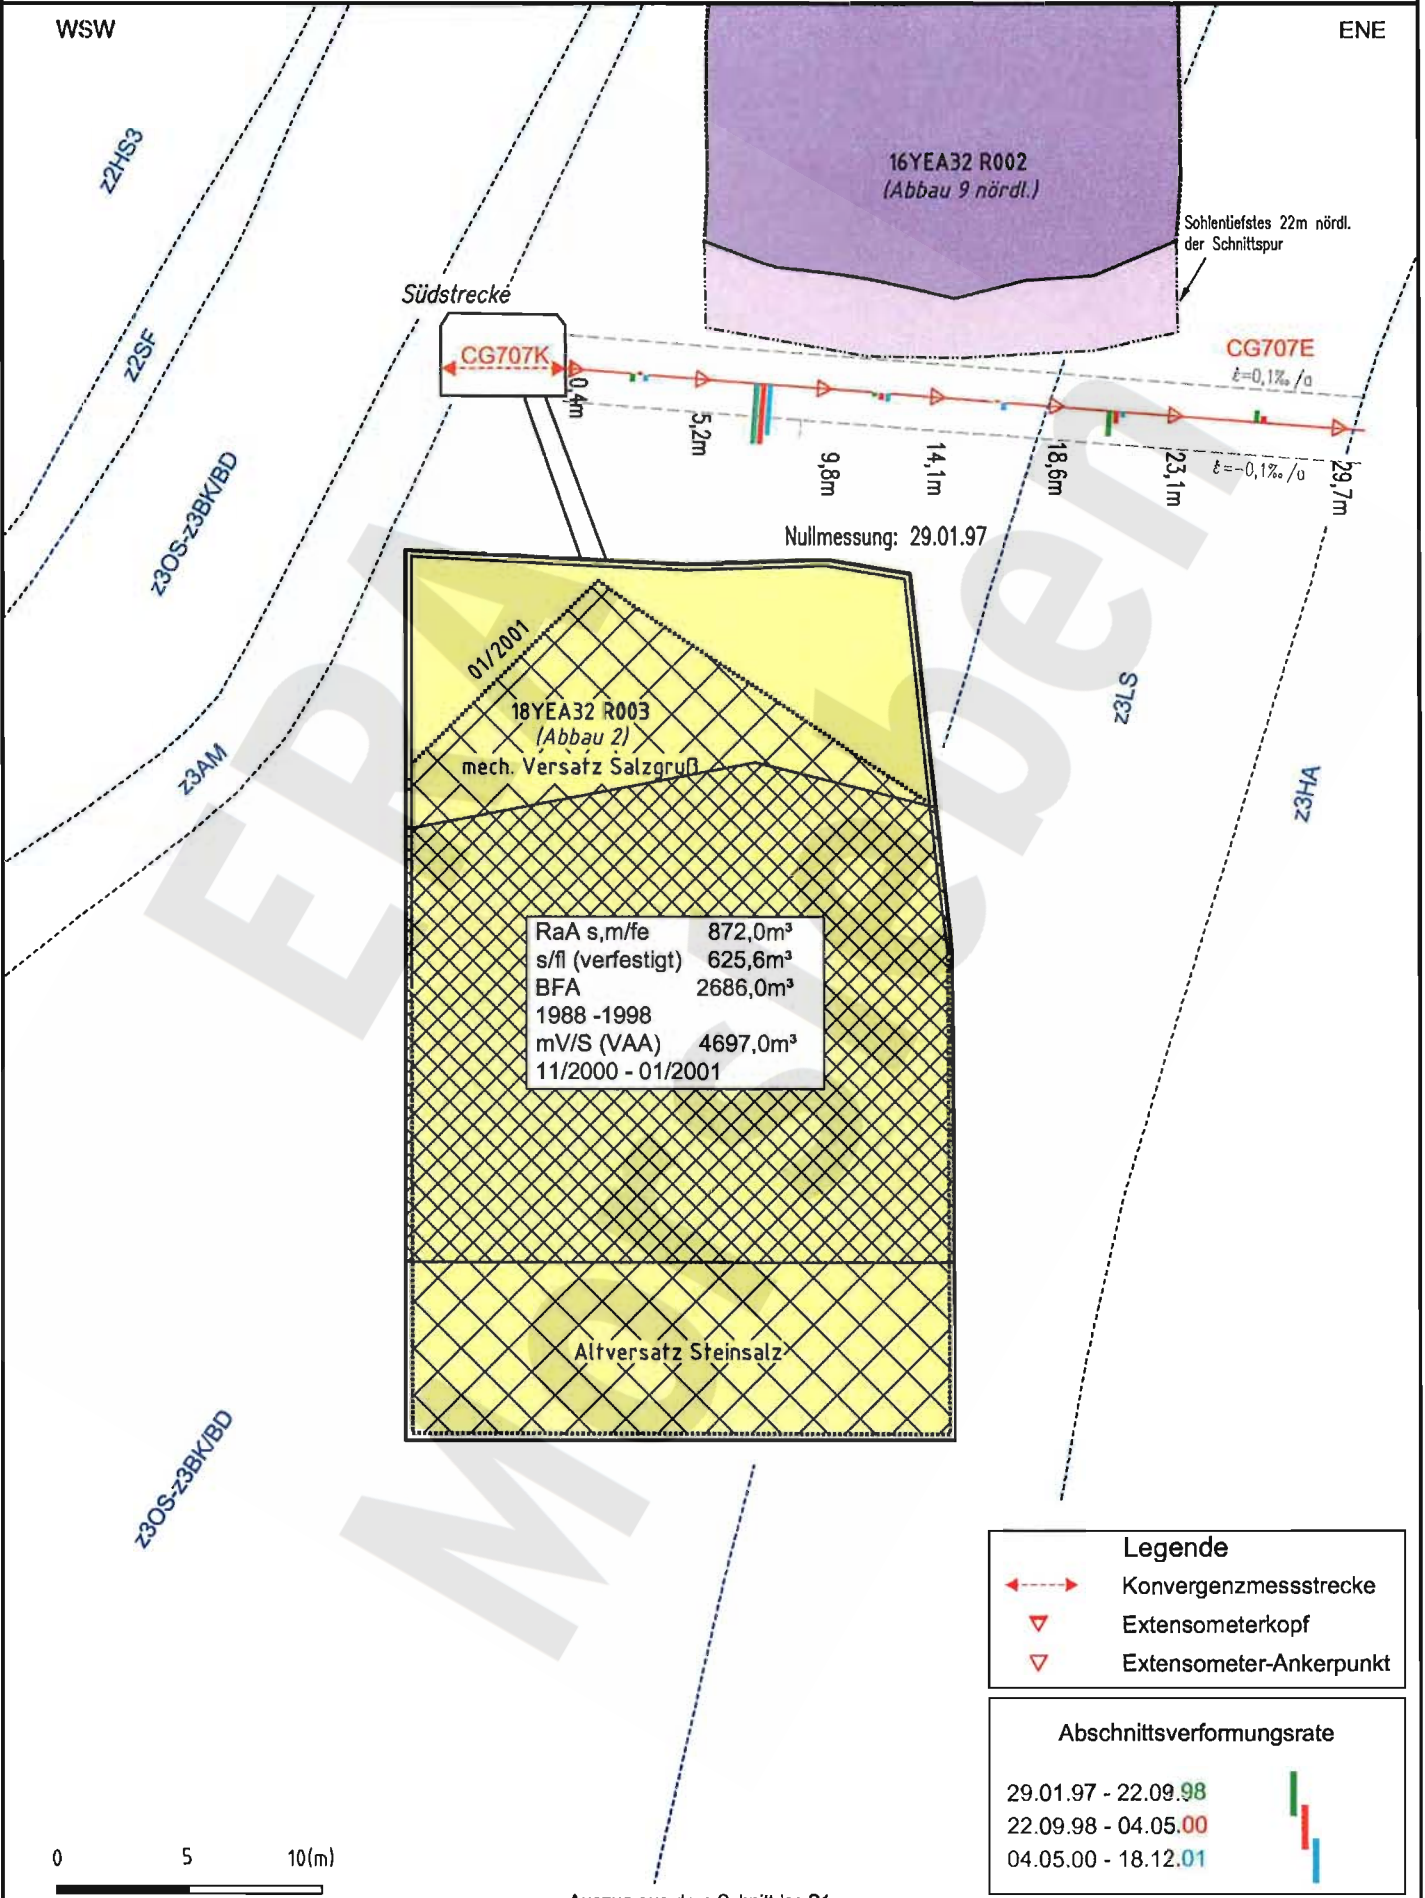 WSW
ENE
z2HS3
16YEA32 R002
(Abbau 9 nördl.)
Sohlentiefstes 22m nördl.
der Schnittspur
Südstrecke
z2SF
CG707K
CG707E
ε̇=0,1‰/a
0,4m
5,2m
9,8m
14,1m
18,6m
23,1m
29,7m
ε̇=-0,1‰/a
z3OS-z3BK/BD
Nullmessung: 29.01.97
01/2001
18YEA32 R003
(Abbau 2)
mech. Versatz Salzgruß
z3AM
z3LS
z3HA
RaA s,m/fe 872,0m³
s/fl (verfestigt) 625,6m³
BFA 2686,0m³
1988 -1998
mV/S (VAA) 4697,0m³
11/2000 - 01/2001
Altversatz Steinsalz
z3OS-z3BK/BD
ERA Morsleben
Legende
Konvergenzmessstrecke
Extensometerkopf
Extensometer-Ankerpunkt
Abschnittsverformungsrate
29.01.97 - 22.09.98
22.09.98 - 04.05.00
04.05.00 - 18.12.01
0 5 10(m)